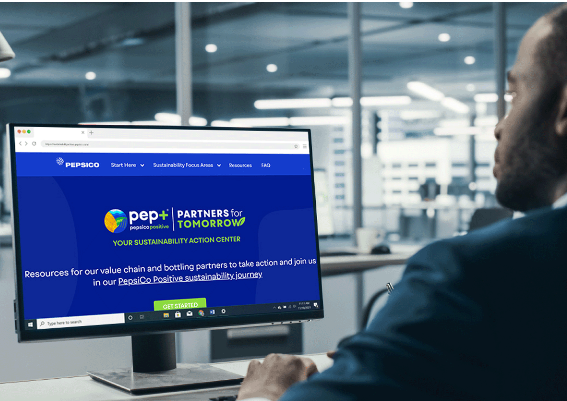 PEPSICO
Start Here Sustainability Focus Areas Resources FAQ
pep+
pepsico positive
PARTNERS for
TOMORROW
YOUR SUSTAINABILITY ACTION CENTER
Resources for our value chain and bottling partners to take action and join us
in our PepsiCo Positive sustainability journey
GET STARTED
Type here to search